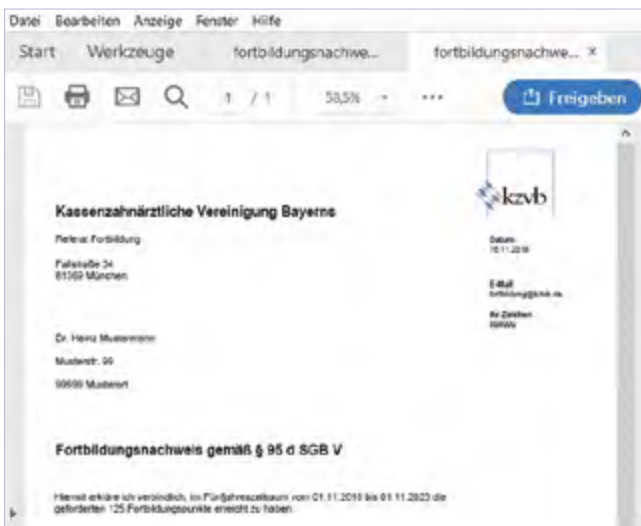 Datei Bearbeiten Anzeige Fenster Hilfe
Start Werkzeuge fortbildungsnachwe... fortbildungsnachwe... ×
1 / 1 58,5% ••• Freigeben
kzvb
Kassenzahnärztliche Vereinigung Bayerns
Referat Fortbildung
Fallstraße 34
81369 München
Datum
E-Mail
Ihr Zeichen
Dr. Heinz Mustermann
Musterstr. 99
99999 Musterort
Fortbildungsnachweis gemäß § 95 d SGB V
Hiermit erkläre ich verbindlich, im Fünfjahreszeitraum vom 01.11.2018 bis 01.11.2023 die
geforderten 125 Fortbildungspunkte erreicht zu haben.